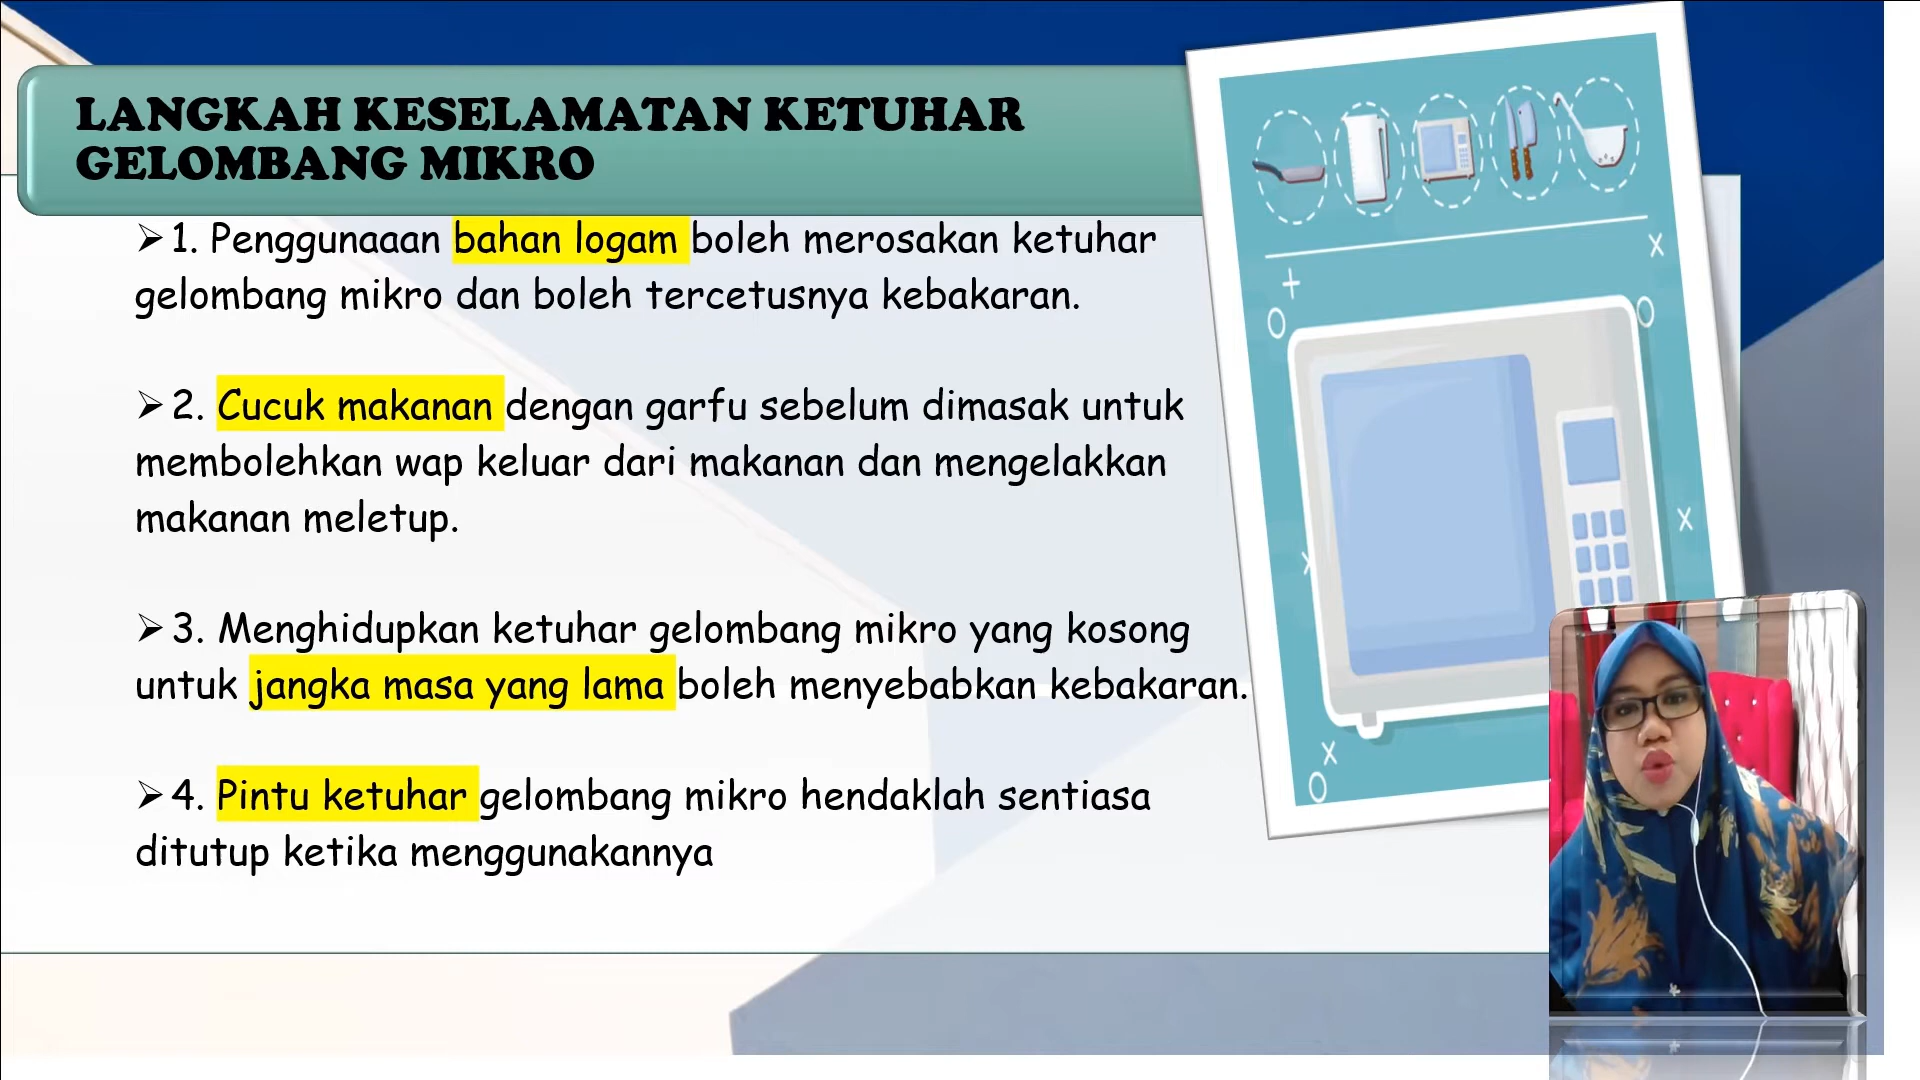 LANGKAH KESELAMATAN KETUHAR
GELOMBANG MIKRO
➢1. Penggunaaan bahan logam boleh merosakan ketuhar
gelombang mikro dan boleh tercetusnya kebakaran.
➢2. Cucuk makanan dengan garfu sebelum dimasak untuk
membolehkan wap keluar dari makanan dan mengelakkan
makanan meletup.
➢3. Menghidupkan ketuhar gelombang mikro yang kosong
untuk jangka masa yang lama boleh menyebabkan kebakaran.
➢4. Pintu ketuhar gelombang mikro hendaklah sentiasa
ditutup ketika menggunakannya